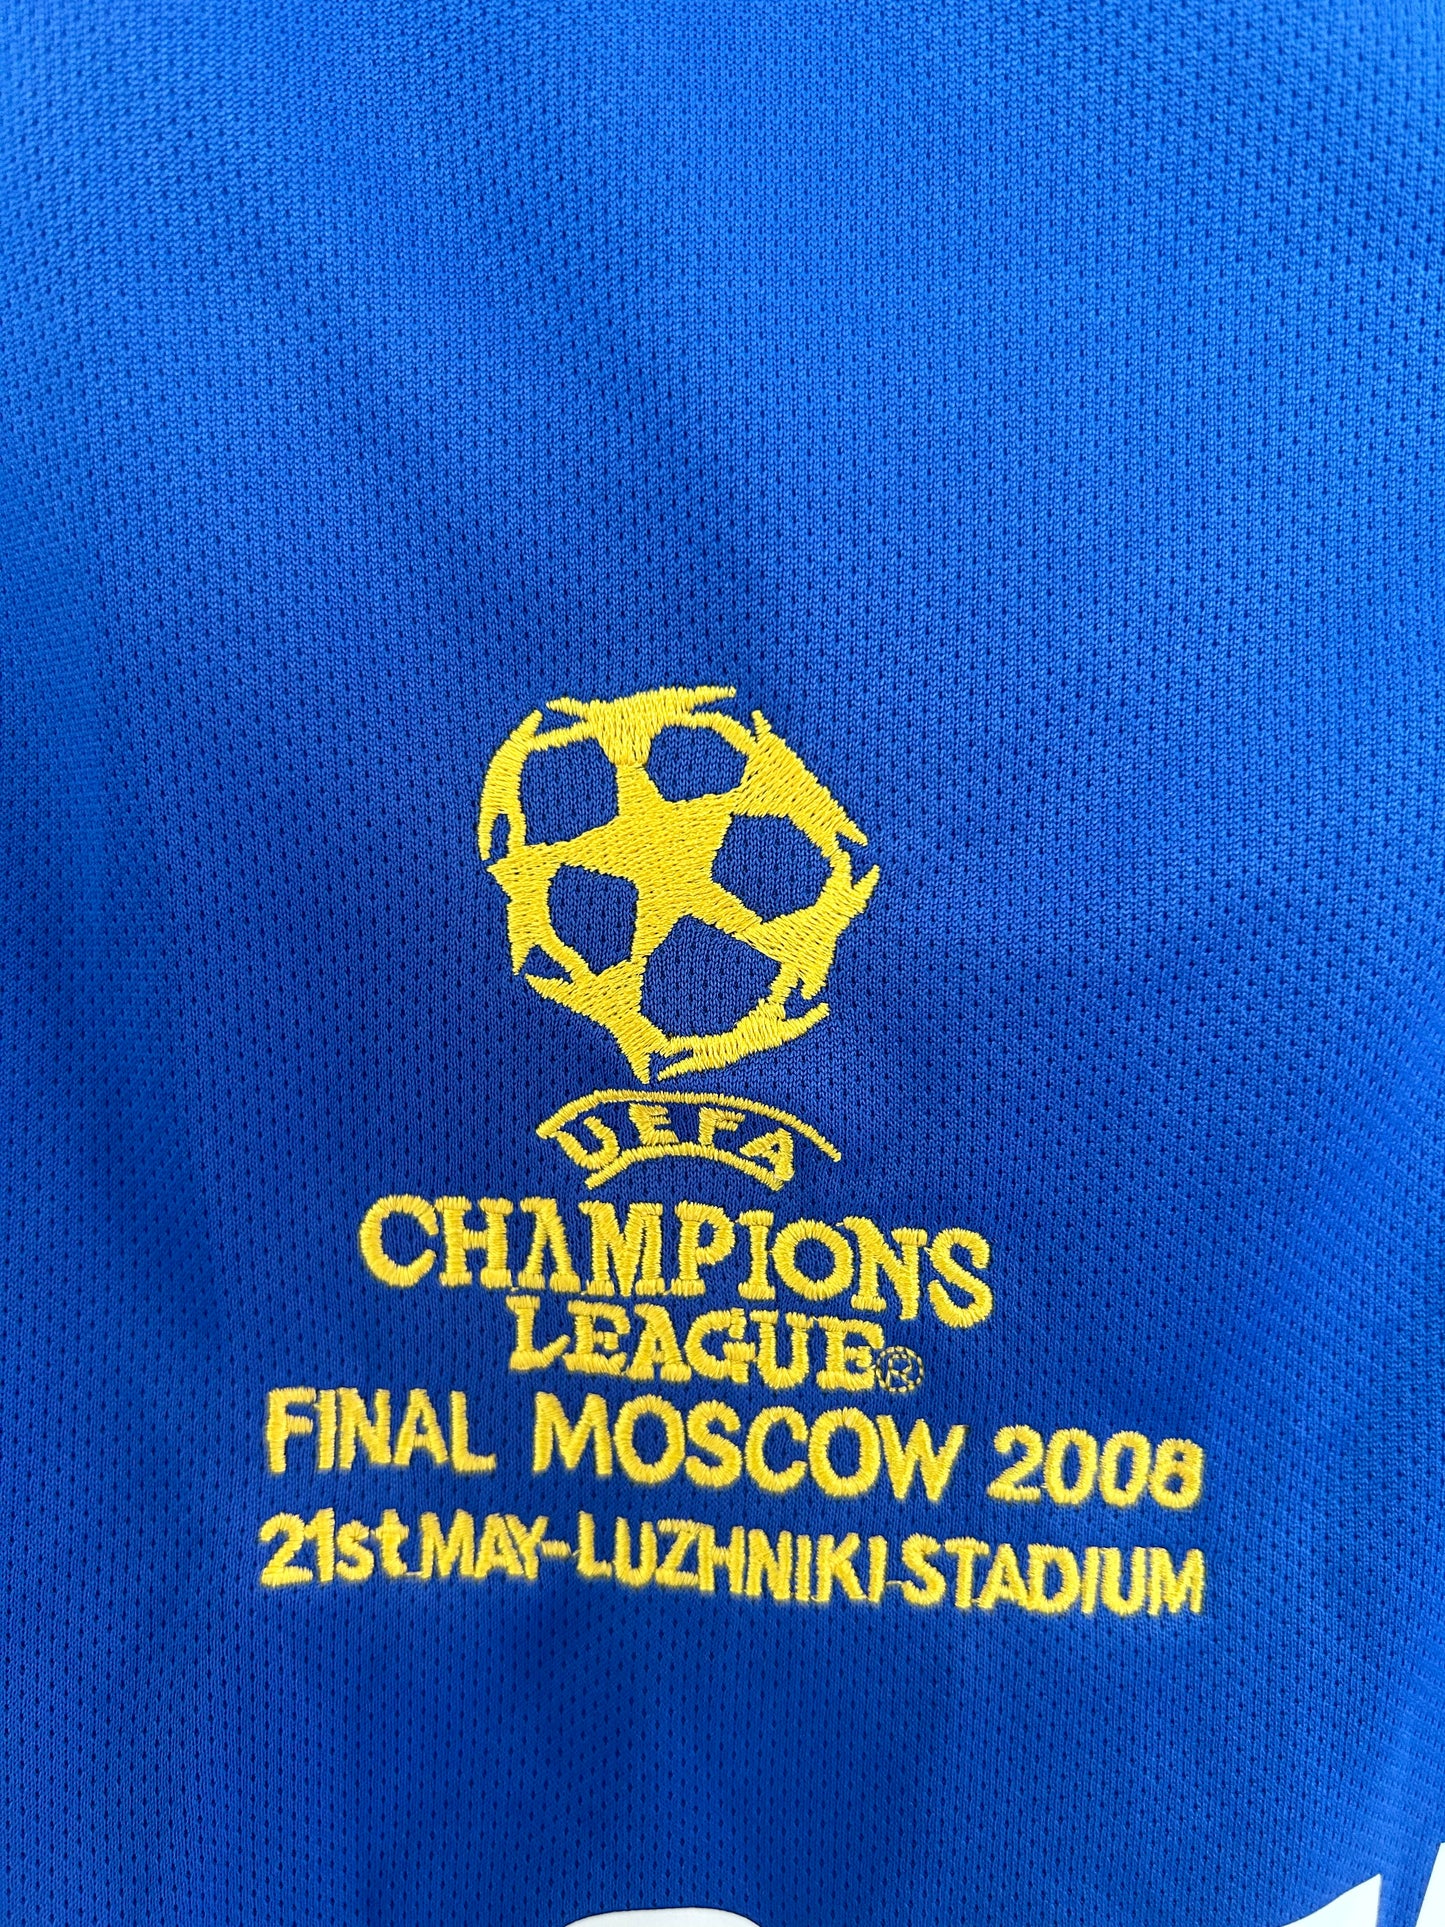 UEFA
CHAMPIONS
LEAGUE®
FINAL MOSCOW 2008
21st MAY-LUZHNIKI-STADIUM